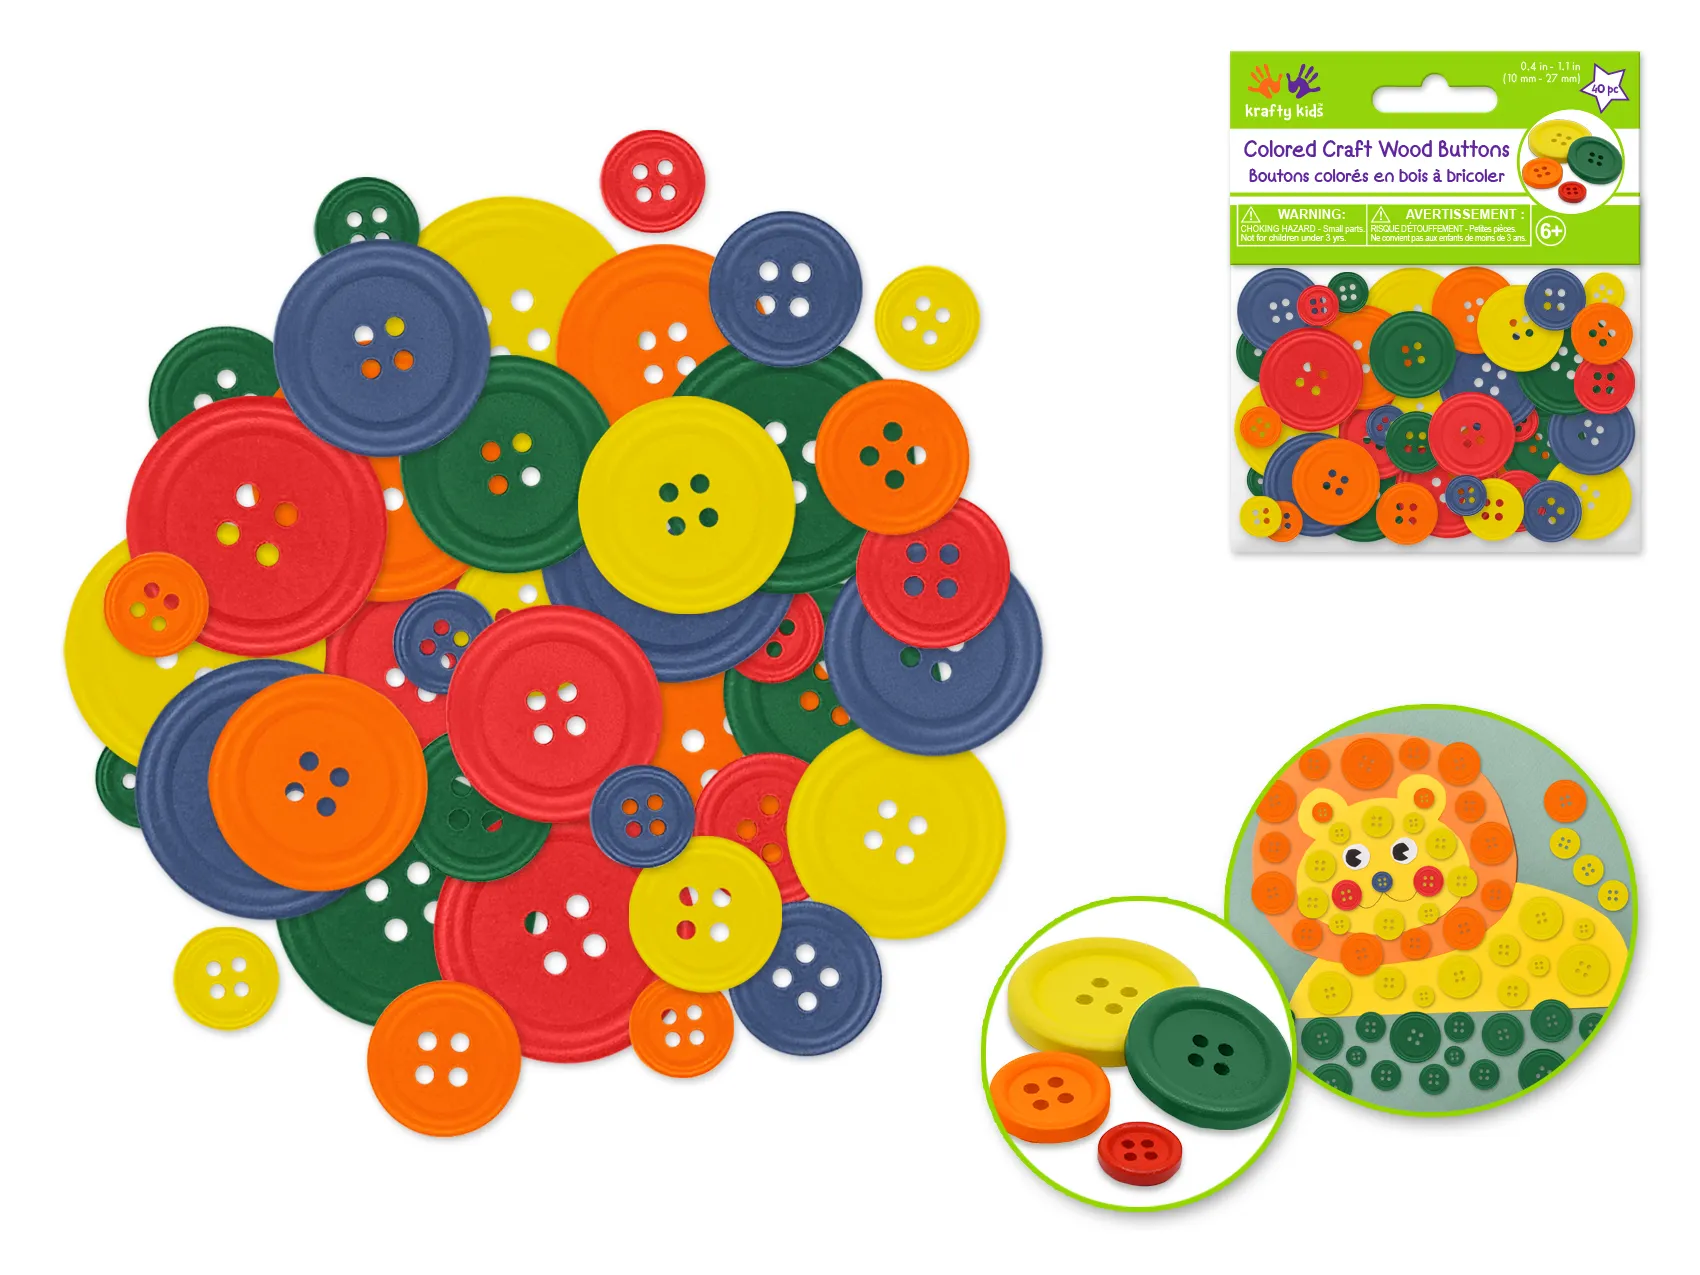 0.4 in - 1.1 in
(10 mm - 27 mm)
40 pc
krafty kids
Colored Craft Wood Buttons
Boutons colorés en bois à bricoler
WARNING:
CHOKING HAZARD - Small parts.
Not for children under 3 yrs.
AVERTISSEMENT :
RISQUE D'ÉTOUFFEMENT - Petites pièces.
Ne convient pas aux enfants de moins de 3 ans.
6+